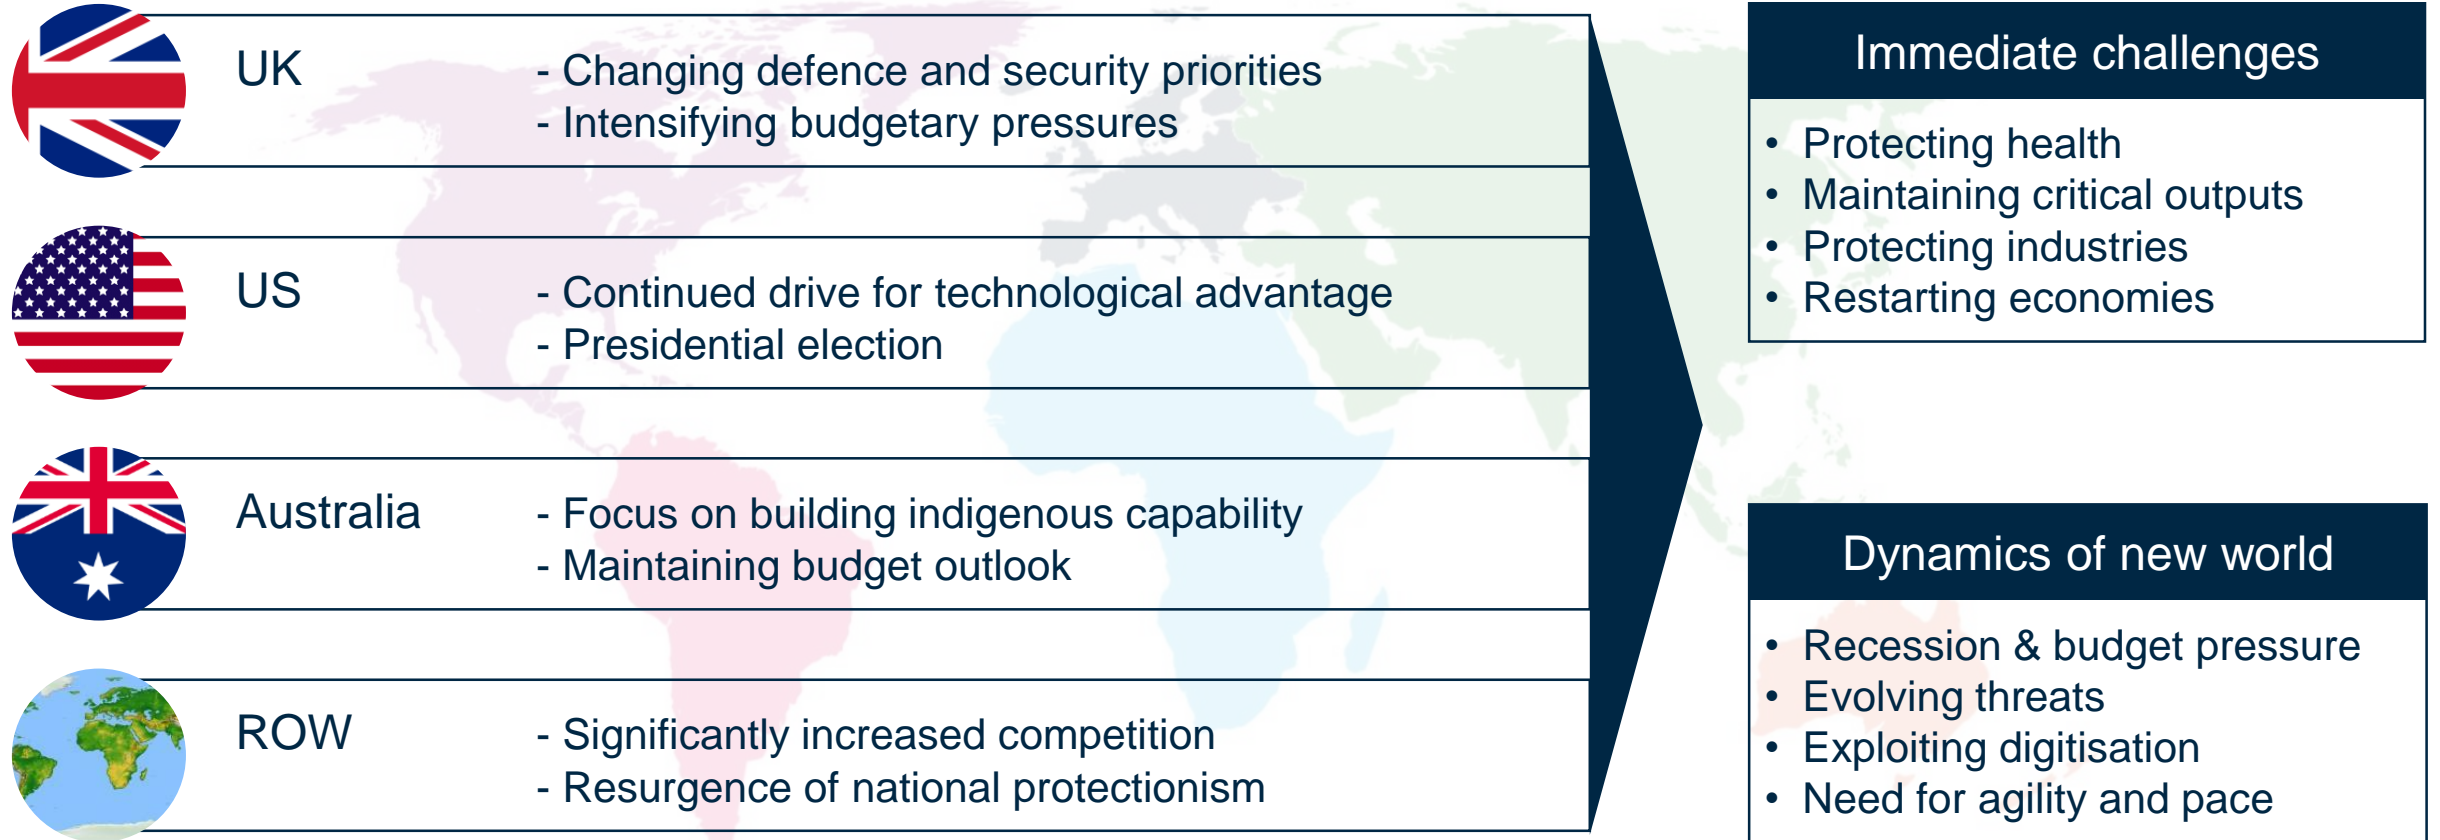 UK
- Changing defence and security priorities
- Intensifying budgetary pressures
US
- Continued drive for technological advantage
- Presidential election
Australia
- Focus on building indigenous capability
- Maintaining budget outlook
ROW
- Significantly increased competition
- Resurgence of national protectionism
Immediate challenges
• Protecting health
• Maintaining critical outputs
• Protecting industries
• Restarting economies
Dynamics of new world
• Recession & budget pressure
• Evolving threats
• Exploiting digitisation
• Need for agility and pace